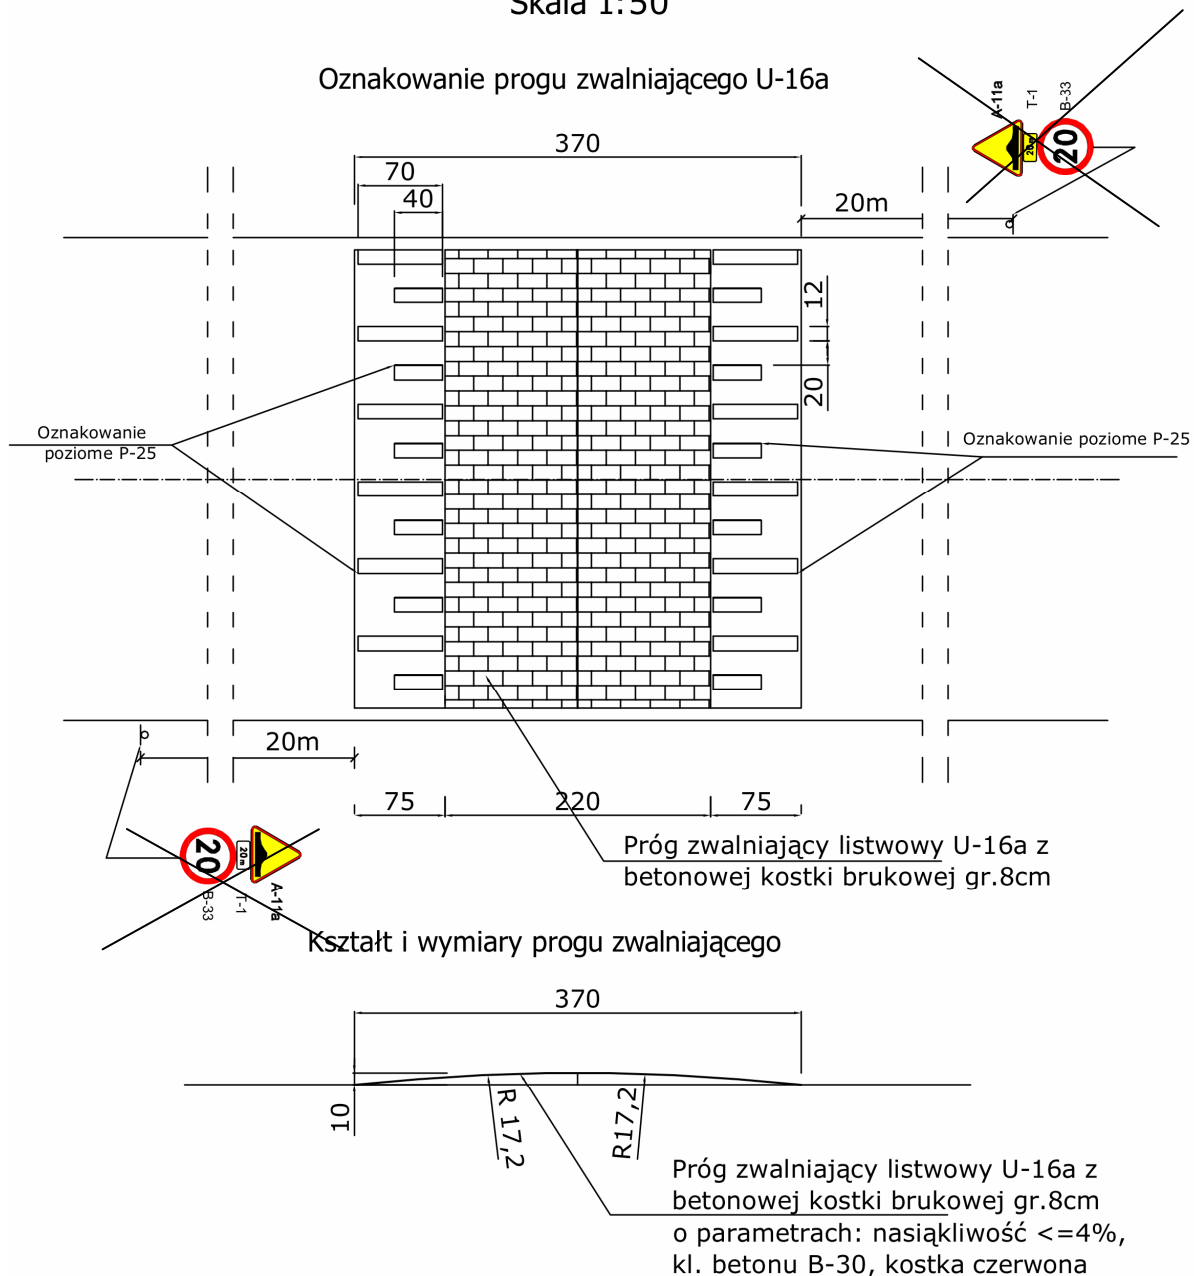 Skala 1:50
Oznakowanie progu zwalniającego U-16a
A-11a
T-1
B-33
20m
20
370
70
40
20m
12
20
Oznakowanie
poziome P-25
Oznakowanie poziome P-25
20m
75
220
75
20
20m
B-33
T-1
A-11a
Próg zwalniający listwowy U-16a z
betonowej kostki brukowej gr.8cm
Kształt i wymiary progu zwalniającego
370
10
R 17,2
R17,2
Próg zwalniający listwowy U-16a z
betonowej kostki brukowej gr.8cm
o parametrach: nasiąkliwość <=4%,
kl. betonu B-30, kostka czerwona